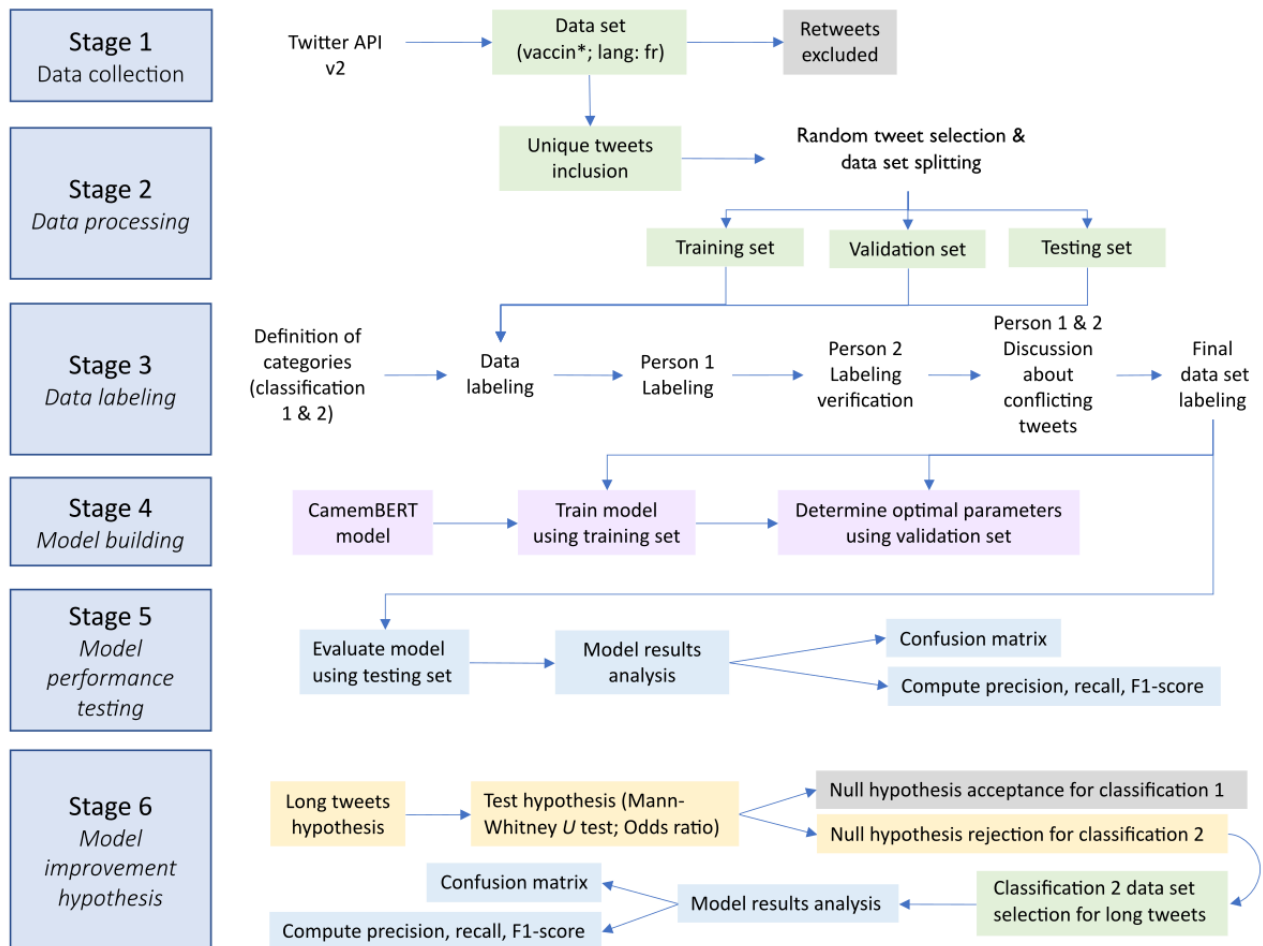 Stage 1
Data collection
Twitter API
v2
Data set
(vaccin*; lang: fr)
Retweets
excluded
Stage 2
Data processing
Unique tweets
inclusion
Random tweet selection &
data set splitting
Training set
Validation set
Testing set
Stage 3
Data labeling
Definition of
categories
(classification
1 & 2)
Data
labeling
Person 1
Labeling
Person 2
Labeling
verification
Person 1 & 2
Discussion
about
conflicting
tweets
Final
data set
labeling
Stage 4
Model building
CamemBERT
model
Train model
using training set
Determine optimal parameters
using validation set
Stage 5
Model
performance
testing
Evaluate model
using testing set
Model results
analysis
Confusion matrix
Compute precision, recall, F1-score
Stage 6
Model
improvement
hypothesis
Long tweets
hypothesis
Test hypothesis (Mann-
Whitney U test; Odds ratio)
Null hypothesis acceptance for classification 1
Null hypothesis rejection for classification 2
Classification 2 data set
selection for long tweets
Model results analysis
Confusion matrix
Compute precision, recall, F1-score